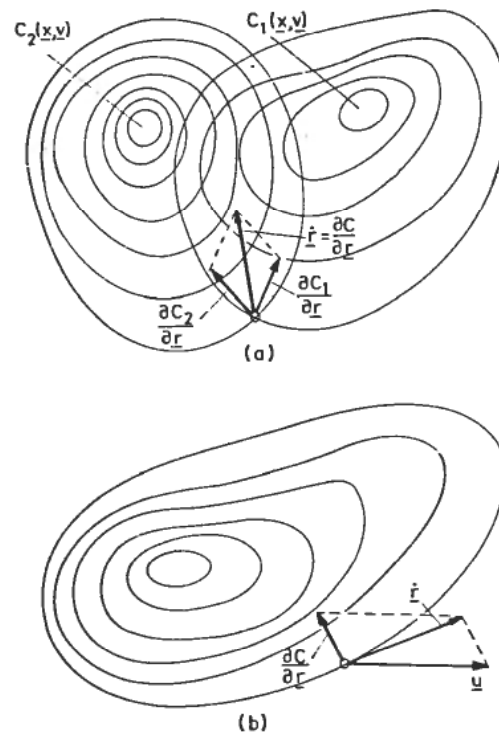 C₂(x̲,v̲)
C₁(x̲,v̲)
ṙ̲ = ∂C/∂r̲
∂C₂/∂r̲
∂C₁/∂r̲
(a)
ṙ̲
∂C/∂r̲
u̲
(b)